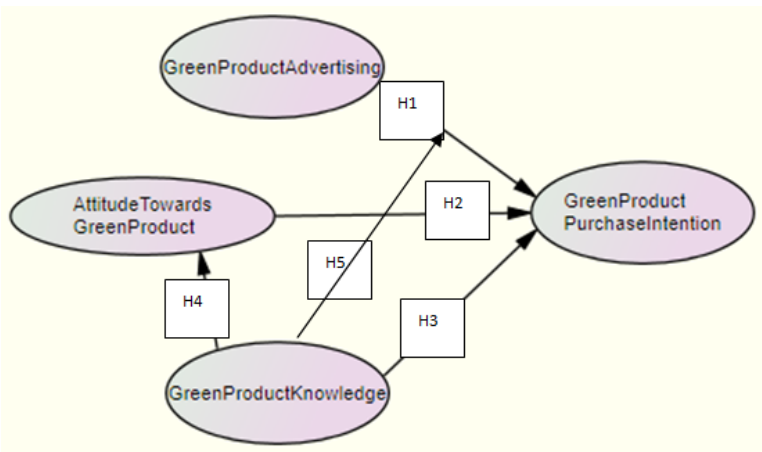 GreenProductAdvertising
H1
AttitudeTowards
GreenProduct
H2
GreenProduct
PurchaseIntention
H5
H4
H3
GreenProductKnowledge